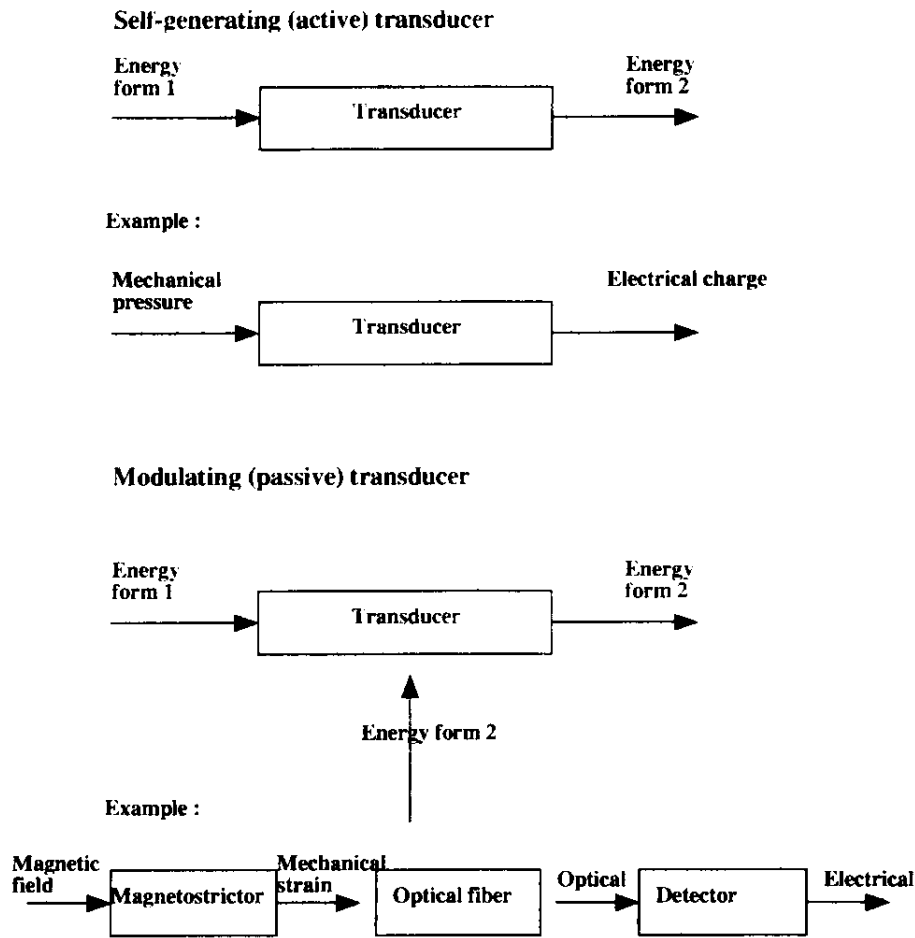 Self-generating (active) transducer
Energy
form 1
Transducer
Energy
form 2
Example :
Mechanical
pressure
Transducer
Electrical charge
Modulating (passive) transducer
Energy
form 1
Transducer
Energy
form 2
Energy form 2
Example :
Magnetic
field
Magnetostrictor
Mechanical
strain
Optical fiber
Optical
Detector
Electrical